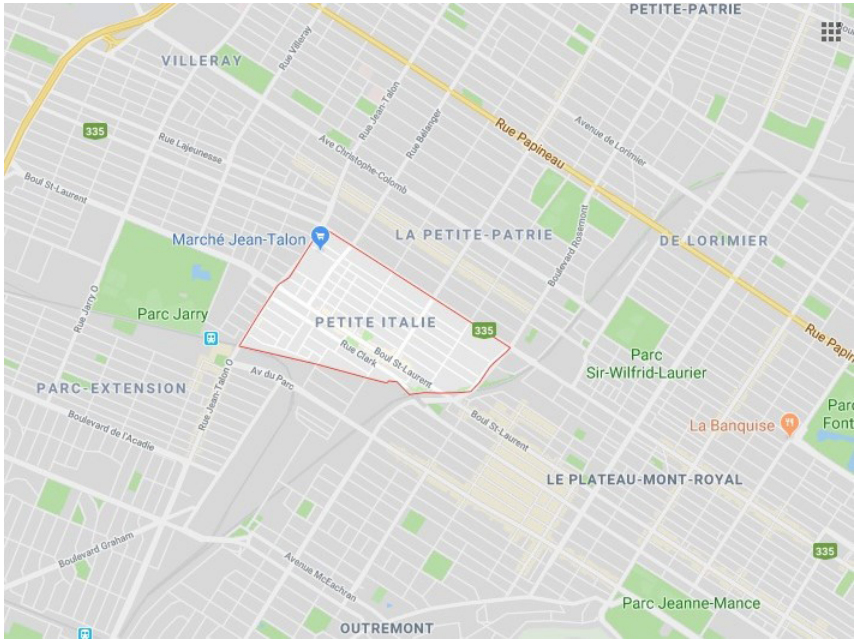 PETITE-PATRIE
VILLERAY
Rue Villeray
335
Rue Jean-Talon
Rue Bélanger
Rue Papineau
Avenue de Lorimier
Rue Lajeunesse
Ave Christophe-Colomb
Boul St-Laurent
Marché Jean-Talon
LA PETITE-PATRIE
Boulevard Rosemont
DE LORIMIER
Rue Jarry O
Parc Jarry
PETITE ITALIE
335
Rue Papin
Rue Clark
Boul St-Laurent
Parc
Sir-Wilfrid-Laurier
PARC-EXTENSION
Rue Jean-Talon O
Av du Parc
Boulevard de l'Acadie
Boul St-Laurent
La Banquise
Parc
Font
LE PLATEAU-MONT-ROYAL
Boulevard Graham
335
Avenue McEachran
Parc Jeanne-Mance
OUTREMONT